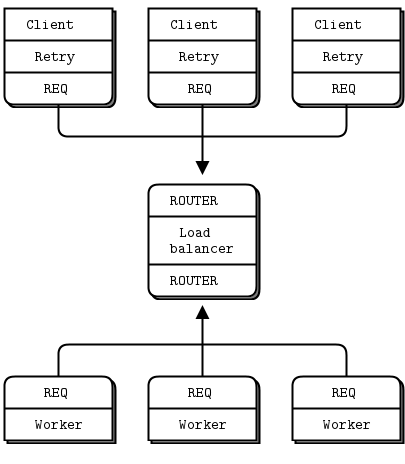 Client Client Client
Retry Retry Retry
REQ REQ REQ
ROUTER
Load
balancer
ROUTER
REQ REQ REQ
Worker Worker Worker